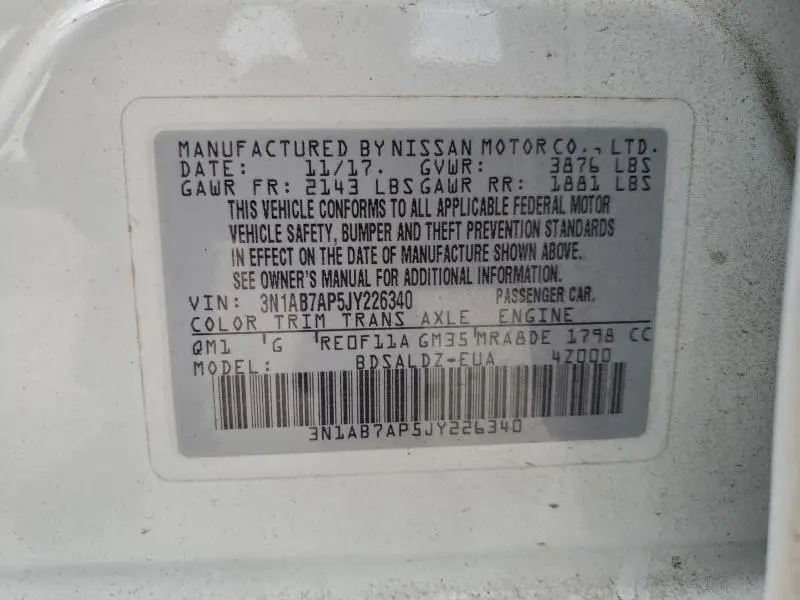 MANUFACTURED BY NISSAN MOTOR CO., LTD.
DATE: 11/17. GVWR: 3876 LBS
GAWR FR: 2143 LBS GAWR RR: 1881 LBS
THIS VEHICLE CONFORMS TO ALL APPLICABLE FEDERAL MOTOR
VEHICLE SAFETY, BUMPER AND THEFT PREVENTION STANDARDS
IN EFFECT ON THE DATE OF MANUFACTURE SHOWN ABOVE.
SEE OWNER'S MANUAL FOR ADDITIONAL INFORMATION.
VIN: 3N1AB7AP5JY226340 PASSENGER CAR.
COLOR TRIM TRANS AXLE ENGINE
QM1 'G 'RE0F11A GM35'MRA8DE 1798 CC
MODEL: BDSALDZ-EUA 4Z000
3N1AB7AP5JY226340